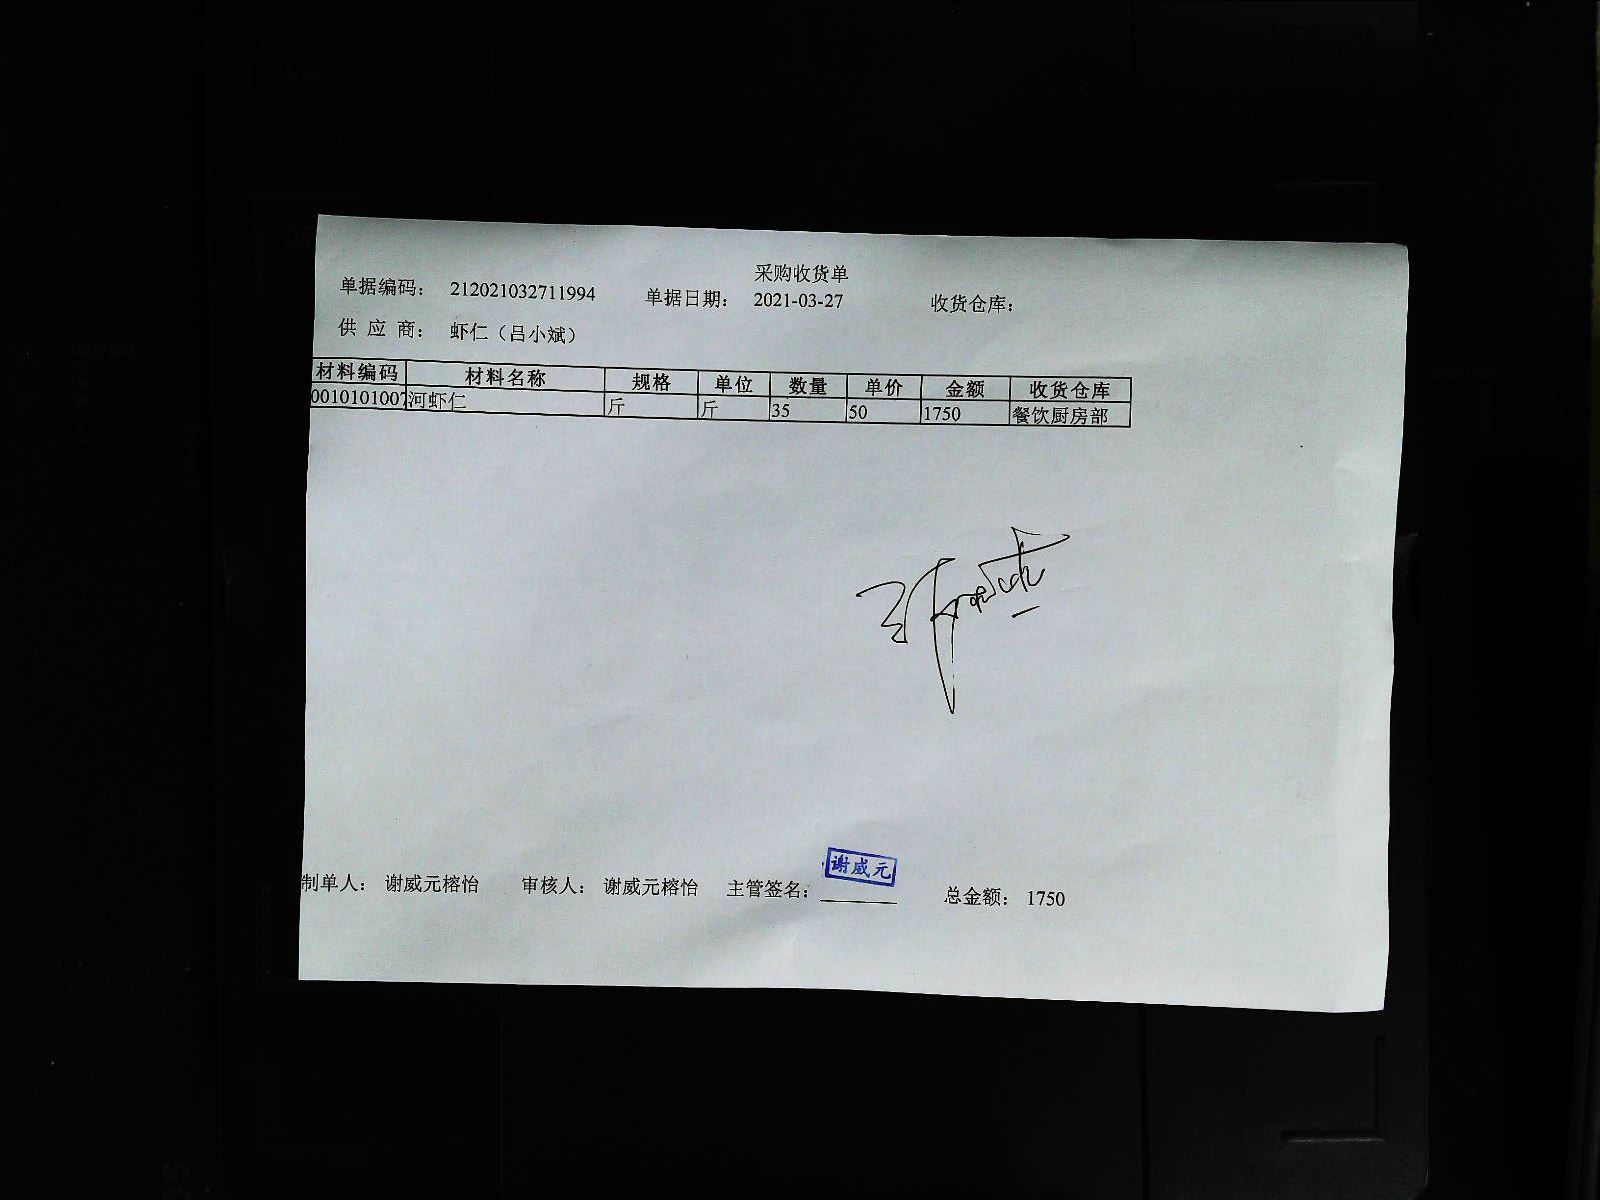 采购收货单
单据编码： 212021032711994 单据日期： 2021-03-27 收货仓库：
供 应 商： 虾仁（吕小斌）
材料编码 材料名称 规格 单位 数量 单价 金额 收货仓库
0010101007 河虾仁 斤 斤 35 50 1750 餐饮厨房部
谢威元
制单人： 谢威元榕怡 审核人： 谢威元榕怡 主管签名： 总金额： 1750